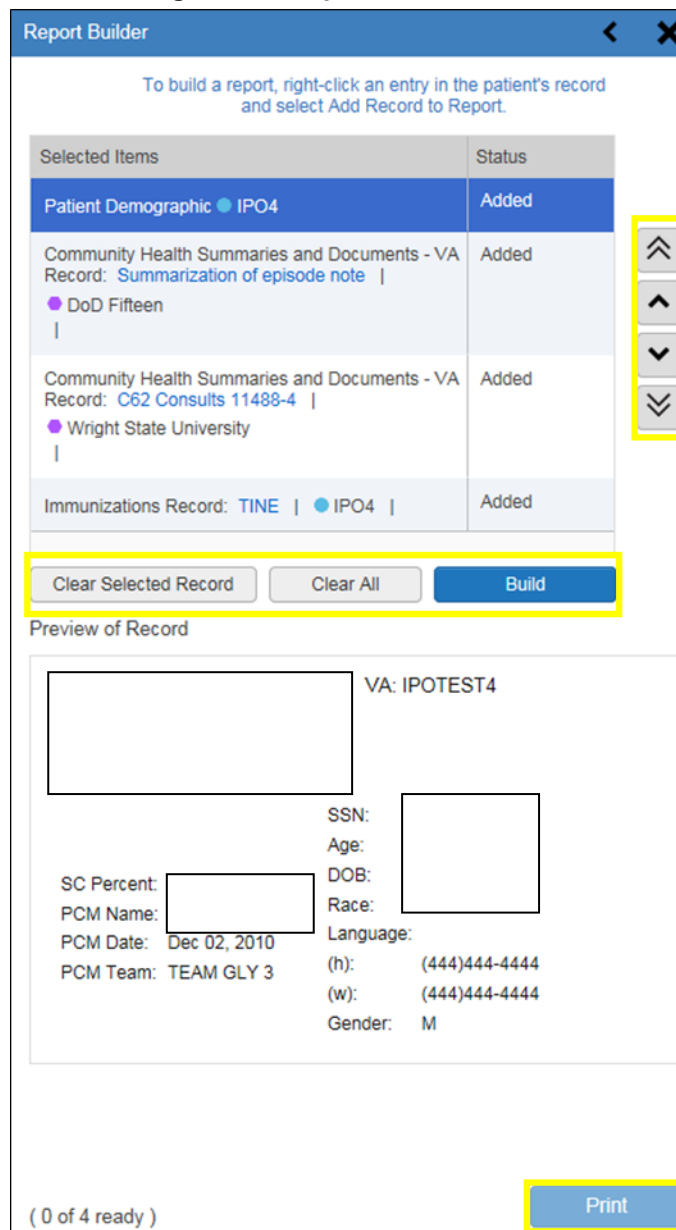 Report Builder
To build a report, right-click an entry in the patient's record
and select Add Record to Report.
Selected Items Status
Patient Demographic IPO4 Added
Community Health Summaries and Documents - VA Added
Record: Summarization of episode note |
DoD Fifteen
|
Community Health Summaries and Documents - VA Added
Record: C62 Consults 11488-4 |
Wright State University
|
Immunizations Record: TINE | IPO4 | Added
Clear Selected Record Clear All Build
Preview of Record
VA: IPOTEST4
SSN:
Age:
SC Percent: DOB:
PCM Name: Race:
PCM Date: Dec 02, 2010 Language:
PCM Team: TEAM GLY 3 (h): (444)444-4444
(w): (444)444-4444
Gender: M
( 0 of 4 ready ) Print